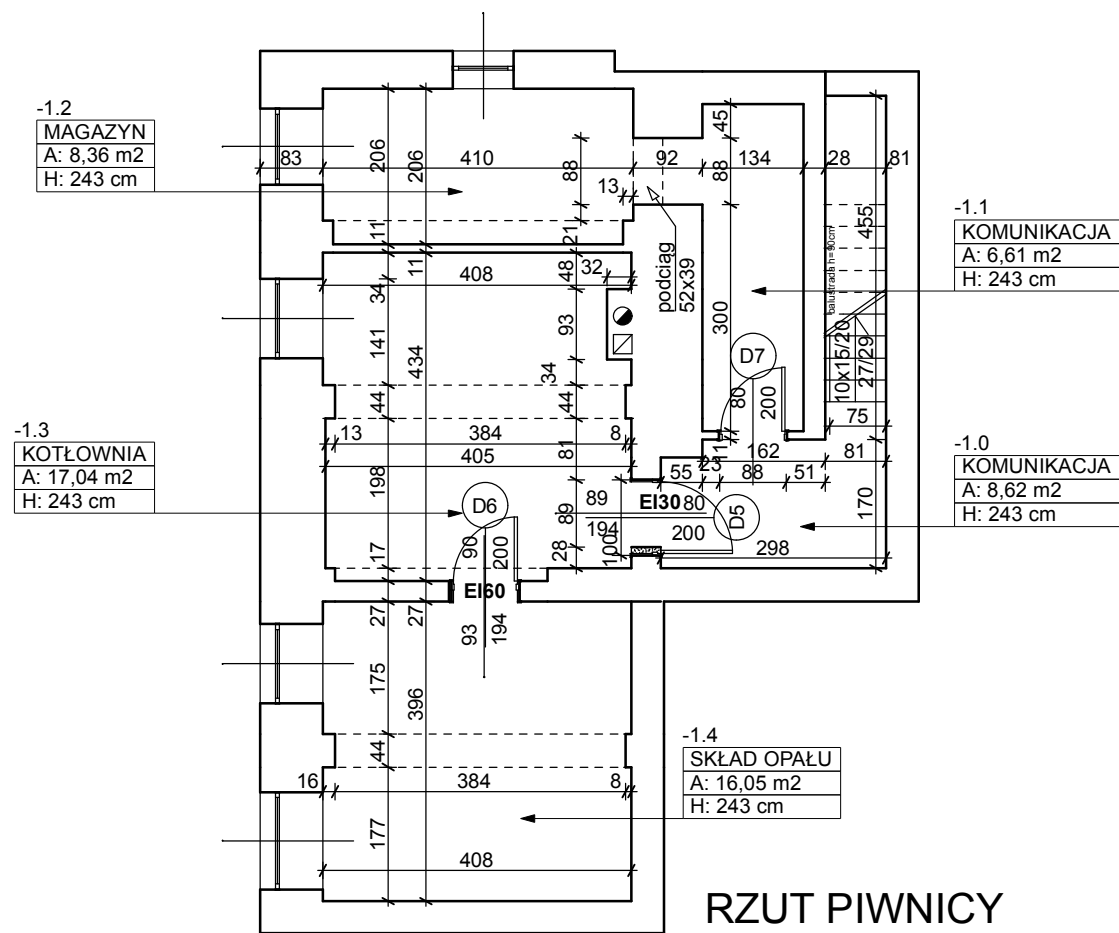 -1.2
MAGAZYN
A: 8,36 m2
H: 243 cm
83
206
206
410
88
13
92
45
88
134
28
81
11
21
455
-1.1
KOMUNIKACJA
A: 6,61 m2
H: 243 cm
408
11
34
32
48
podciąg
52x39
balustrada h=90cm
300
93
141
434
34
D7
10x15/20
27/29
44
44
80
200
75
-1.3
KOTŁOWNIA
A: 17,04 m2
H: 243 cm
13
384
8
81
405
11
162
81
23
55
88
51
-1.0
KOMUNIKACJA
A: 8,62 m2
H: 243 cm
198
D6
89
89
EI30
80
D5
170
194
200
90
200
100
298
28
17
EI60
27
27
93
194
175
396
44
-1.4
SKŁAD OPAŁU
A: 16,05 m2
H: 243 cm
16
384
8
177
408
RZUT PIWNICY